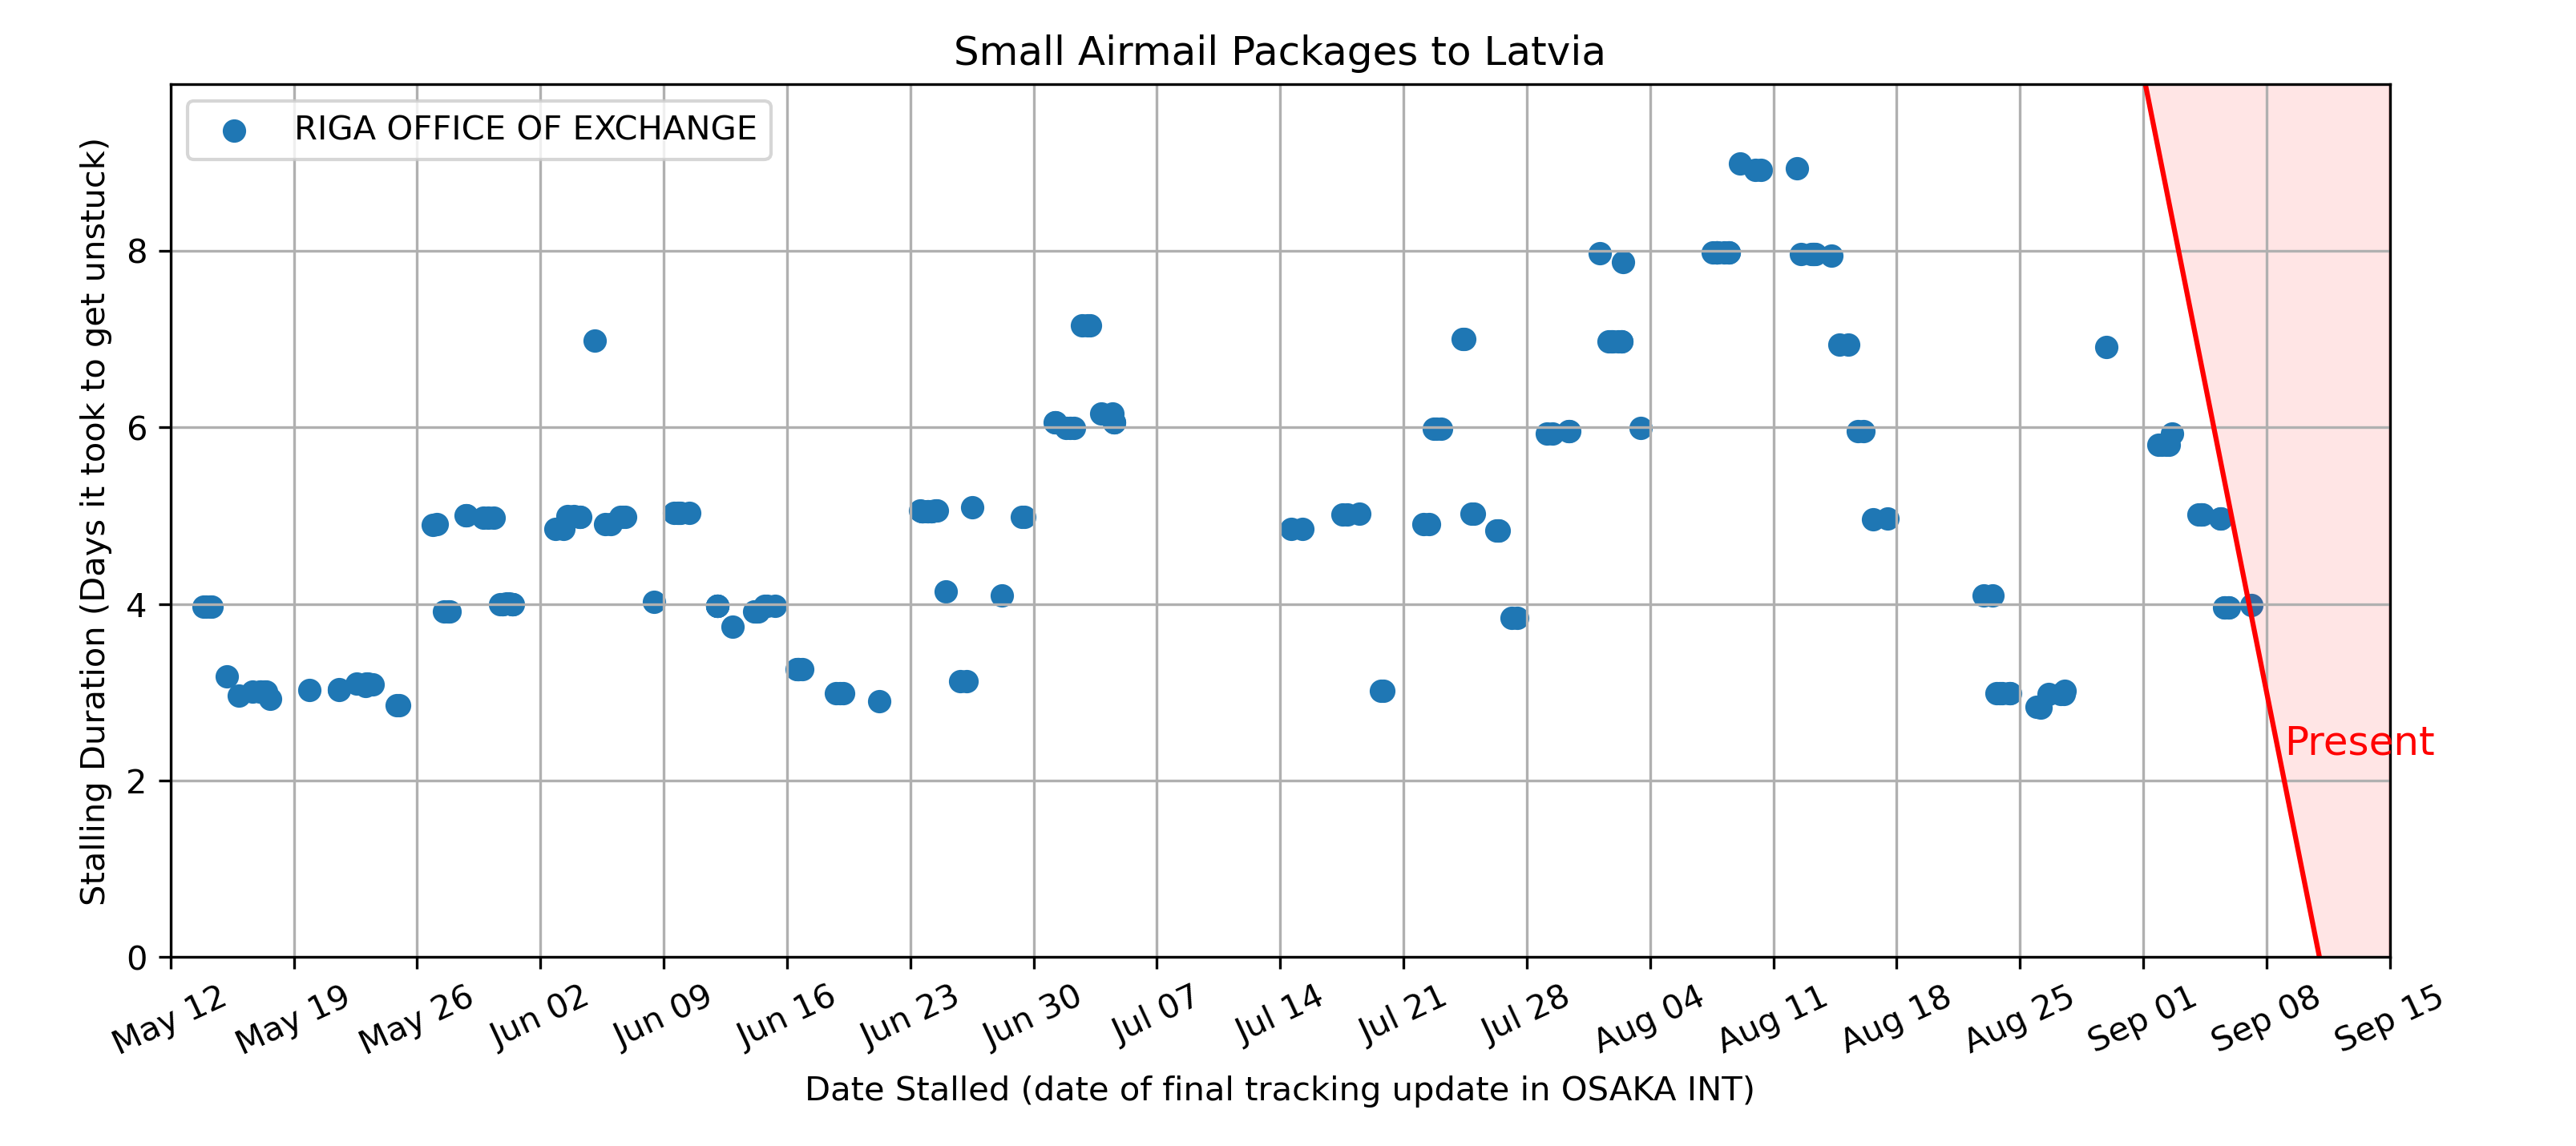 Small Airmail Packages to Latvia
RIGA OFFICE OF EXCHANGE
Stalling Duration (Days it took to get unstuck)
8
6
4
2
0
Present
May 12
May 19
May 26
Jun 02
Jun 09
Jun 16
Jun 23
Jun 30
Jul 07
Jul 14
Jul 21
Jul 28
Aug 04
Aug 11
Aug 18
Aug 25
Sep 01
Sep 08
Sep 15
Date Stalled (date of final tracking update in OSAKA INT)